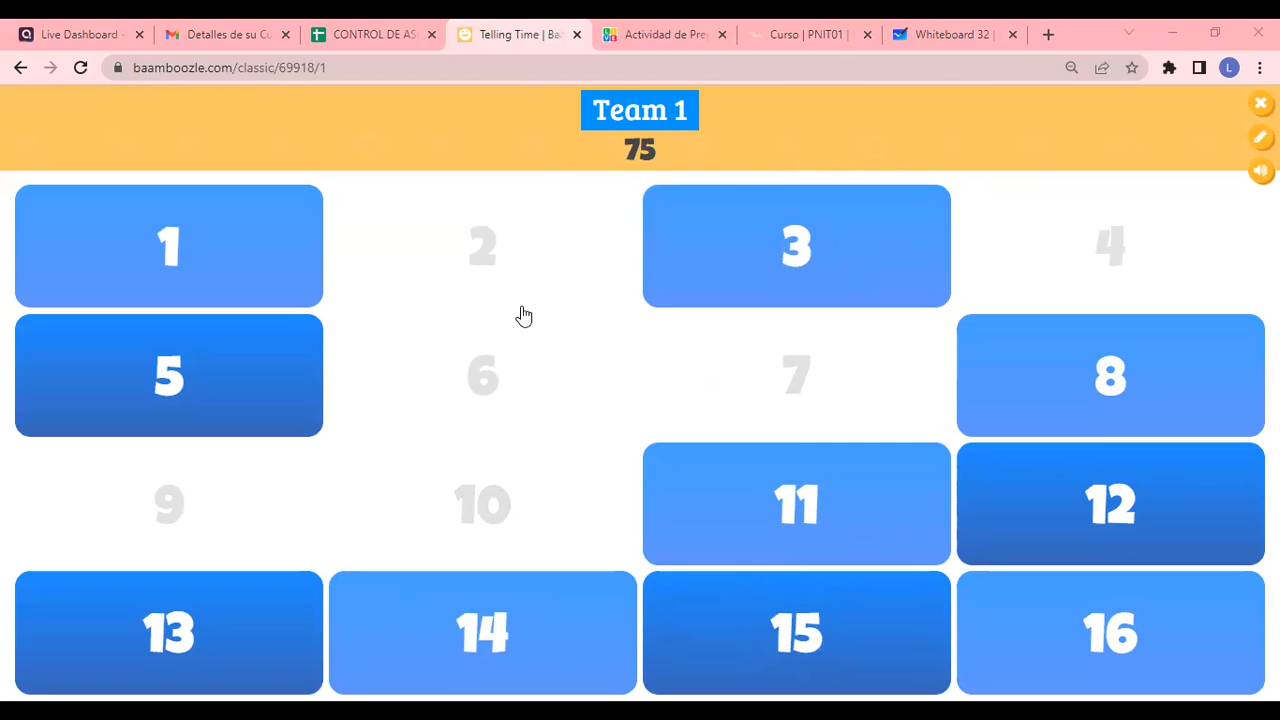 Live Dashboard -
Detalles de su Cu
CONTROL DE AS
Telling Time | Baa
Actividad de Prep
Curso | PNIT01 |
Whiteboard 32 |
baamboozle.com/classic/69918/1
L
Team 1
75
1
2
3
4
5
6
7
8
9
10
11
12
13
14
15
16